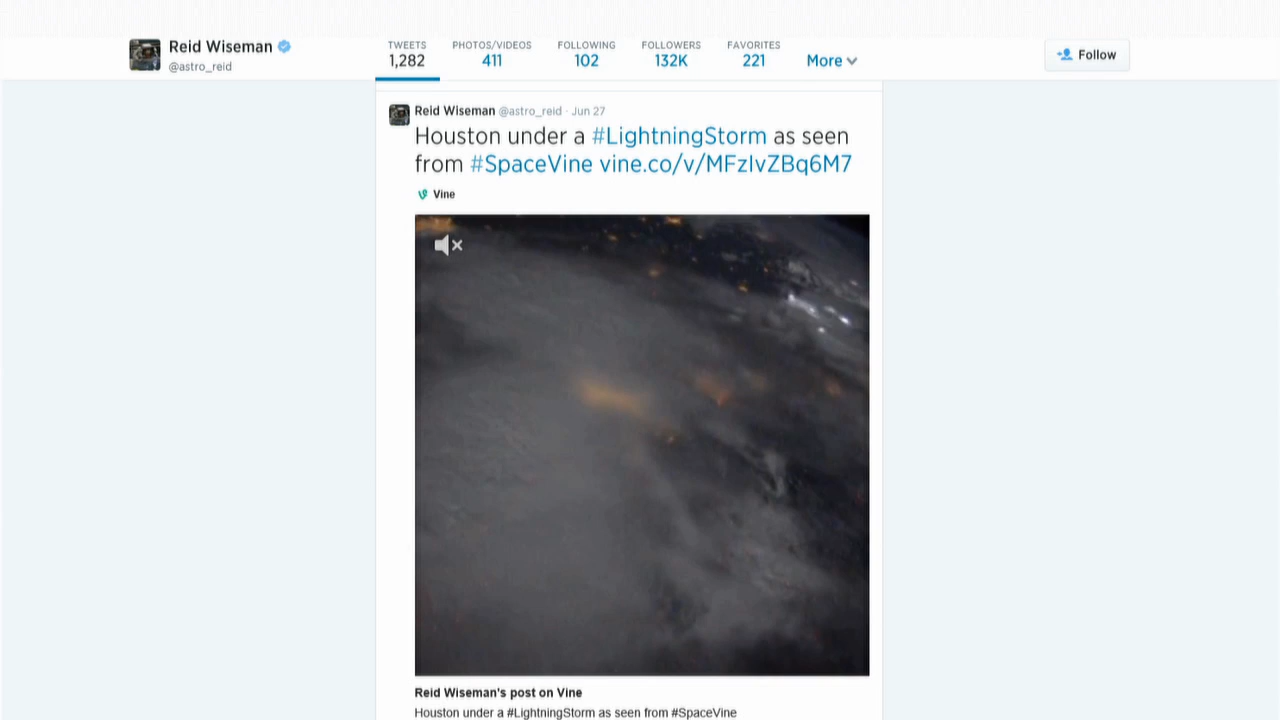 Reid Wiseman
@astro_reid
TWEETS
1,282
PHOTOS/VIDEOS
411
FOLLOWING
102
FOLLOWERS
132K
FAVORITES
221
More
Follow
Reid Wiseman @astro_reid · Jun 27
Houston under a #LightningStorm as seen
from #SpaceVine vine.co/v/MFzIvZBq6M7
Vine
Reid Wiseman's post on Vine
Houston under a #LightningStorm as seen from #SpaceVine